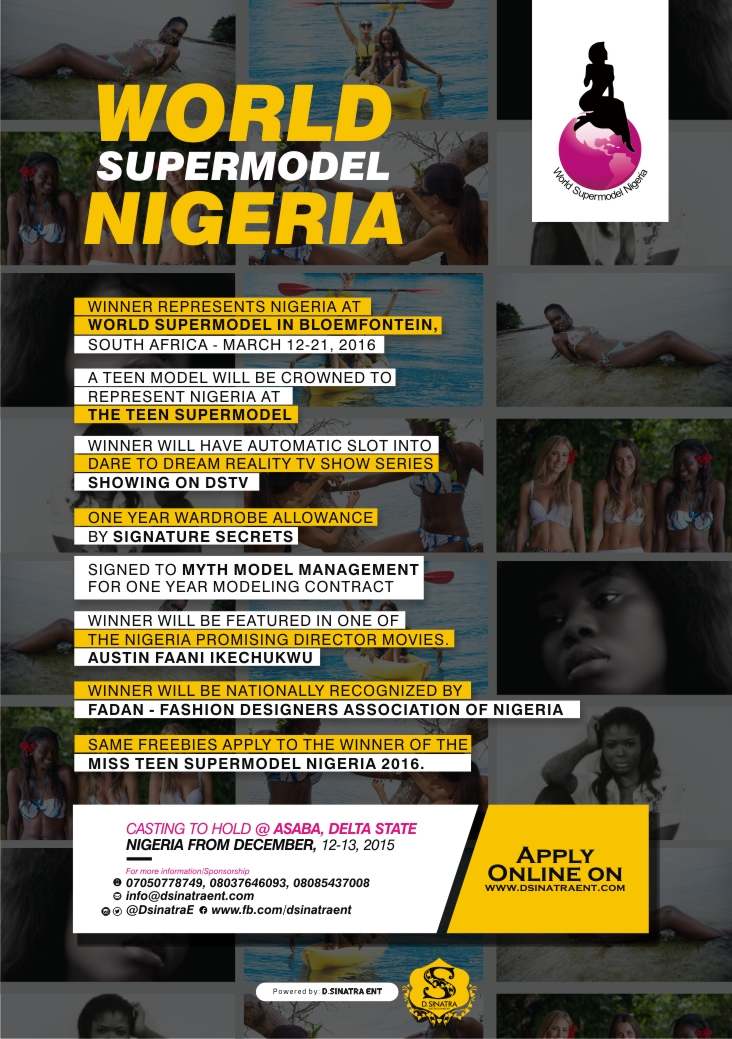 WORLD
SUPERMODEL
NIGERIA
World Supermodel Nigeria
WINNER REPRESENTS NIGERIA AT
WORLD SUPERMODEL IN BLOEMFONTEIN,
SOUTH AFRICA - MARCH 12-21, 2016
A TEEN MODEL WILL BE CROWNED TO
REPRESENT NIGERIA AT
THE TEEN SUPERMODEL
WINNER WILL HAVE AUTOMATIC SLOT INTO
DARE TO DREAM REALITY TV SHOW SERIES
SHOWING ON DSTV
ONE YEAR WARDROBE ALLOWANCE
BY SIGNATURE SECRETS
SIGNED TO MYTH MODEL MANAGEMENT
FOR ONE YEAR MODELING CONTRACT
WINNER WILL BE FEATURED IN ONE OF
THE NIGERIA PROMISING DIRECTOR MOVIES.
AUSTIN FAANI IKECHUKWU
WINNER WILL BE NATIONALLY RECOGNIZED BY
FADAN - FASHION DESIGNERS ASSOCIATION OF NIGERIA
SAME FREEBIES APPLY TO THE WINNER OF THE
MISS TEEN SUPERMODEL NIGERIA 2016.
CASTING TO HOLD @ ASABA, DELTA STATE
NIGERIA FROM DECEMBER, 12-13, 2015
For more information/Sponsorship
07050778749, 08037646093, 08085437008
info@dsinatraent.com
@DsinatraE www.fb.com/dsinatraent
APPLY
ONLINE ON
WWW.DSINATRAENT.COM
Powered by: D.SINATRA ENT
S
D.SINATRA